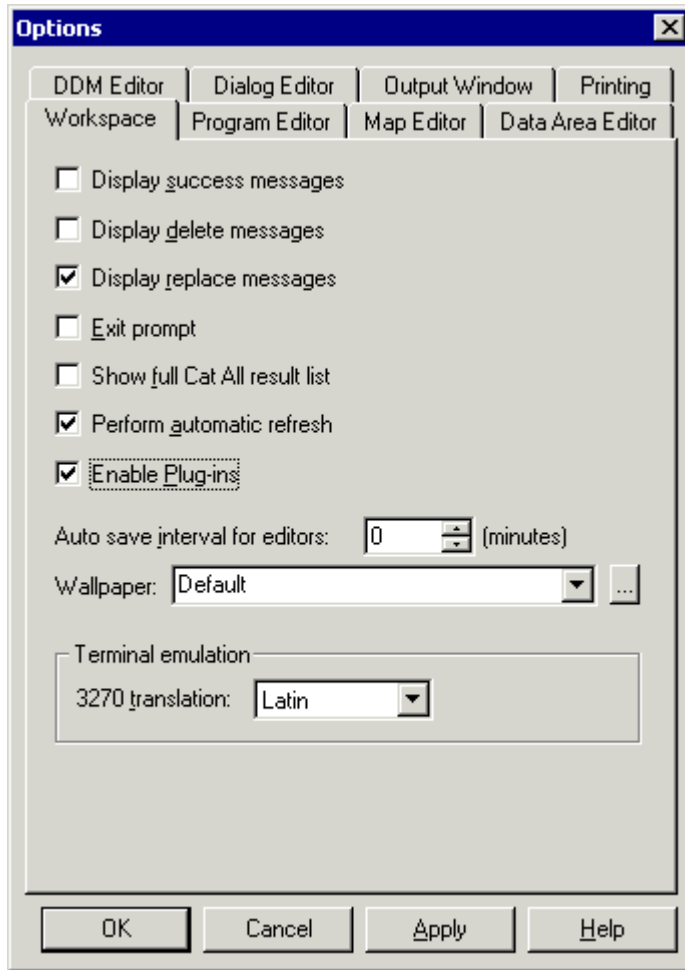 Options
DDM Editor Dialog Editor Output Window Printing
Workspace Program Editor Map Editor Data Area Editor
Display success messages
Display delete messages
Display replace messages
Exit prompt
Show full Cat All result list
Perform automatic refresh
Enable Plug-ins
Auto save interval for editors: 0 (minutes)
Wallpaper: Default ...
Terminal emulation
3270 translation: Latin
OK Cancel Apply Help